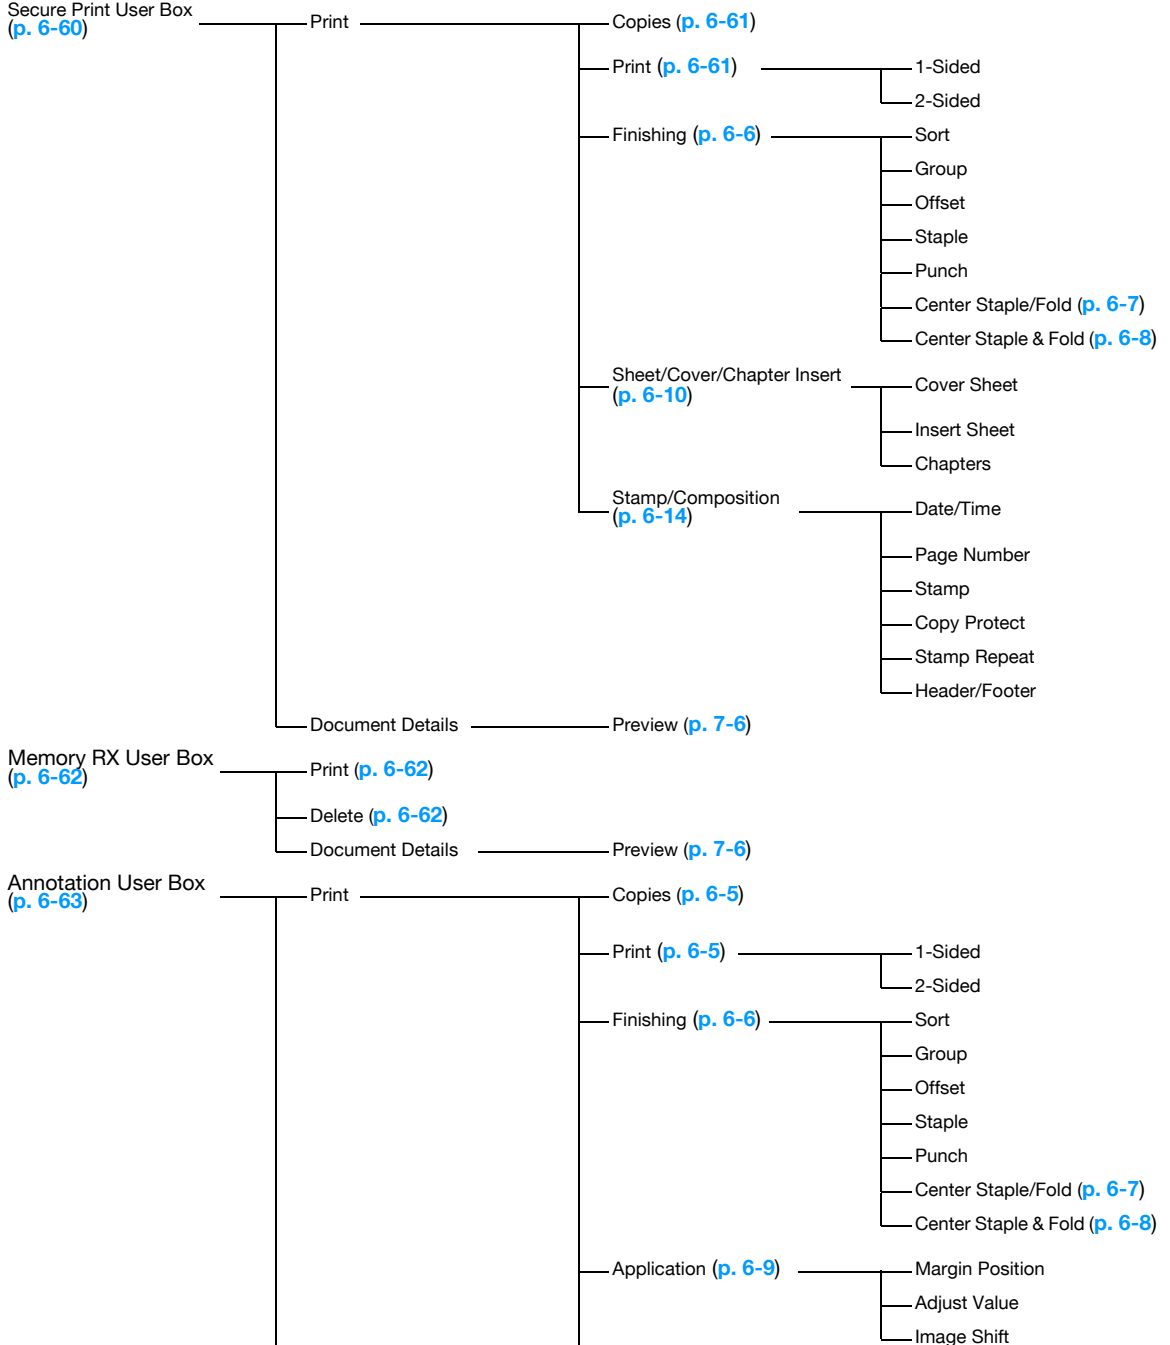 Secure Print User Box
(p. 6-60)
Print
Copies (p. 6-61)
Print (p. 6-61)
1-Sided
2-Sided
Finishing (p. 6-6)
Sort
Group
Offset
Staple
Punch
Center Staple/Fold (p. 6-7)
Center Staple & Fold (p. 6-8)
Sheet/Cover/Chapter Insert
(p. 6-10)
Cover Sheet
Insert Sheet
Chapters
Stamp/Composition
(p. 6-14)
Date/Time
Page Number
Stamp
Copy Protect
Stamp Repeat
Header/Footer
Document Details
Preview (p. 7-6)
Memory RX User Box
(p. 6-62)
Print (p. 6-62)
Delete (p. 6-62)
Document Details
Preview (p. 7-6)
Annotation User Box
(p. 6-63)
Print
Copies (p. 6-5)
Print (p. 6-5)
1-Sided
2-Sided
Finishing (p. 6-6)
Sort
Group
Offset
Staple
Punch
Center Staple/Fold (p. 6-7)
Center Staple & Fold (p. 6-8)
Application (p. 6-9)
Margin Position
Adjust Value
Image Shift